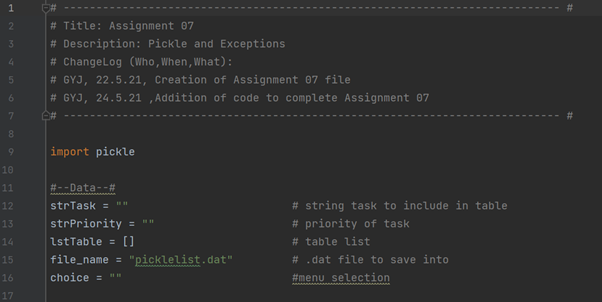 1 # ------------------------------------------------------------------------------ #
2 # Title: Assignment 07
3 # Description: Pickle and Exceptions
4 # ChangeLog (Who,When,What):
5 # GYJ, 22.5.21, Creation of Assignment 07 file
6 # GYJ, 24.5.21 ,Addition of code to complete Assignment 07
7 # ------------------------------------------------------------------------------ #
8
9 import pickle
10
11 #--Data--#
12 strTask = "" # string task to include in table
13 strPriority = "" # priority of task
14 lstTable = [] # table list
15 file_name = "picklelist.dat" # .dat file to save into
16 choice = "" #menu selection
17